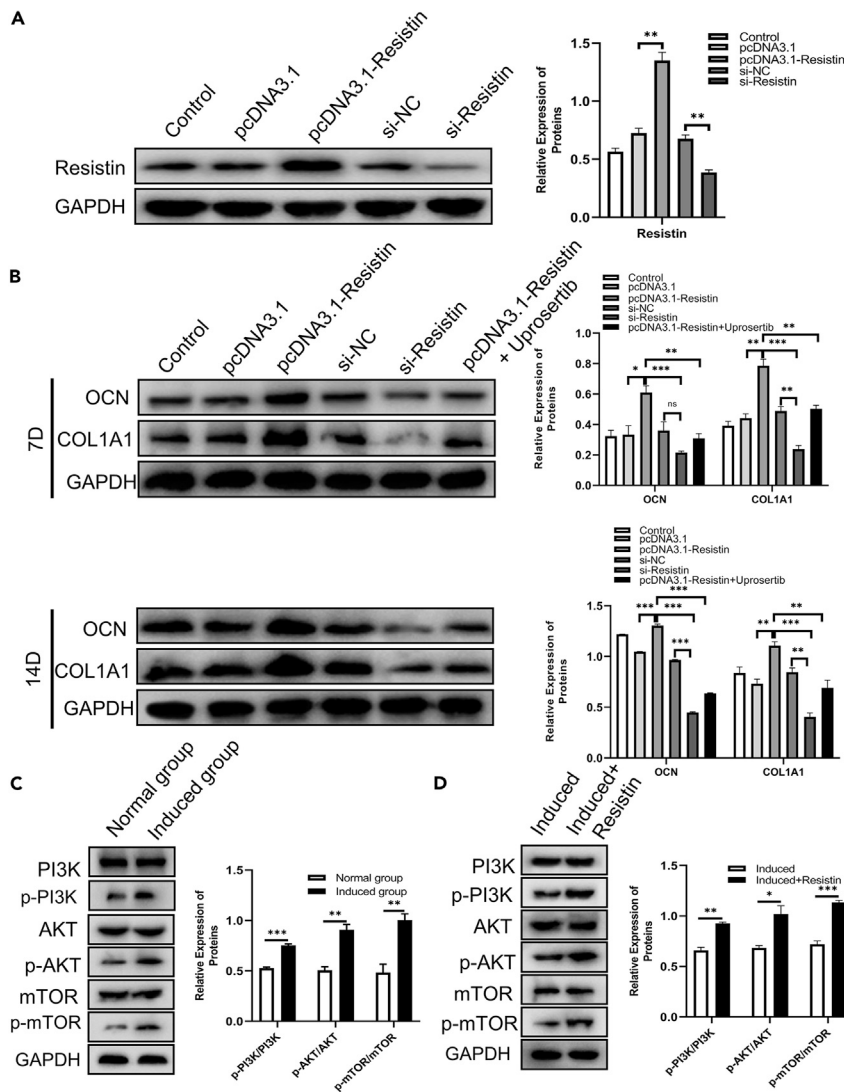 A
Control
pcDNA3.1
pcDNA3.1-Resistin
si-NC
si-Resistin
Resistin
GAPDH
Relative Expression of
Proteins
1.5
1.0
0.5
0.0
**
**
Resistin
Control
pcDNA3.1
pcDNA3.1-Resistin
si-NC
si-Resistin
B
Control
pcDNA3.1
pcDNA3.1-Resistin
si-NC
si-Resistin
pcDNA3.1-Resistin
+ Uprosertib
7D
OCN
COL1A1
GAPDH
Control
pcDNA3.1
pcDNA3.1-Resistin
si-NC
si-Resistin
pcDNA3.1-Resistin+Uprosertib
Relative Expression of
Proteins
1.0
0.8
0.6
0.4
0.2
0.0
**
* ***
ns
**
** ***
**
OCN
COL1A1
14D
OCN
COL1A1
GAPDH
Control
pcDNA3.1
pcDNA3.1-Resistin
si-NC
si-Resistin
pcDNA3.1-Resistin+Uprosertib
Relative Expression of
Proteins
1.5
1.0
0.5
0.0
***
*** ***
***
**
** ***
**
OCN
COL1A1
C
Normal group
Induced group
PI3K
p-PI3K
AKT
p-AKT
mTOR
p-mTOR
GAPDH
Relative Expression of
Proteins
1.5
1.0
0.5
0.0
Normal group
Induced group
***
**
**
p-PI3K/PI3K
p-AKT/AKT
p-mTOR/mTOR
D
Induced
Induced+
Resistin
PI3K
p-PI3K
AKT
p-AKT
mTOR
p-mTOR
GAPDH
Relative Expression of
Proteins
1.5
1.0
0.5
0.0
Induced
Induced+Resistin
**
*
***
p-PI3K/PI3K
p-AKT/AKT
p-mTOR/mTOR